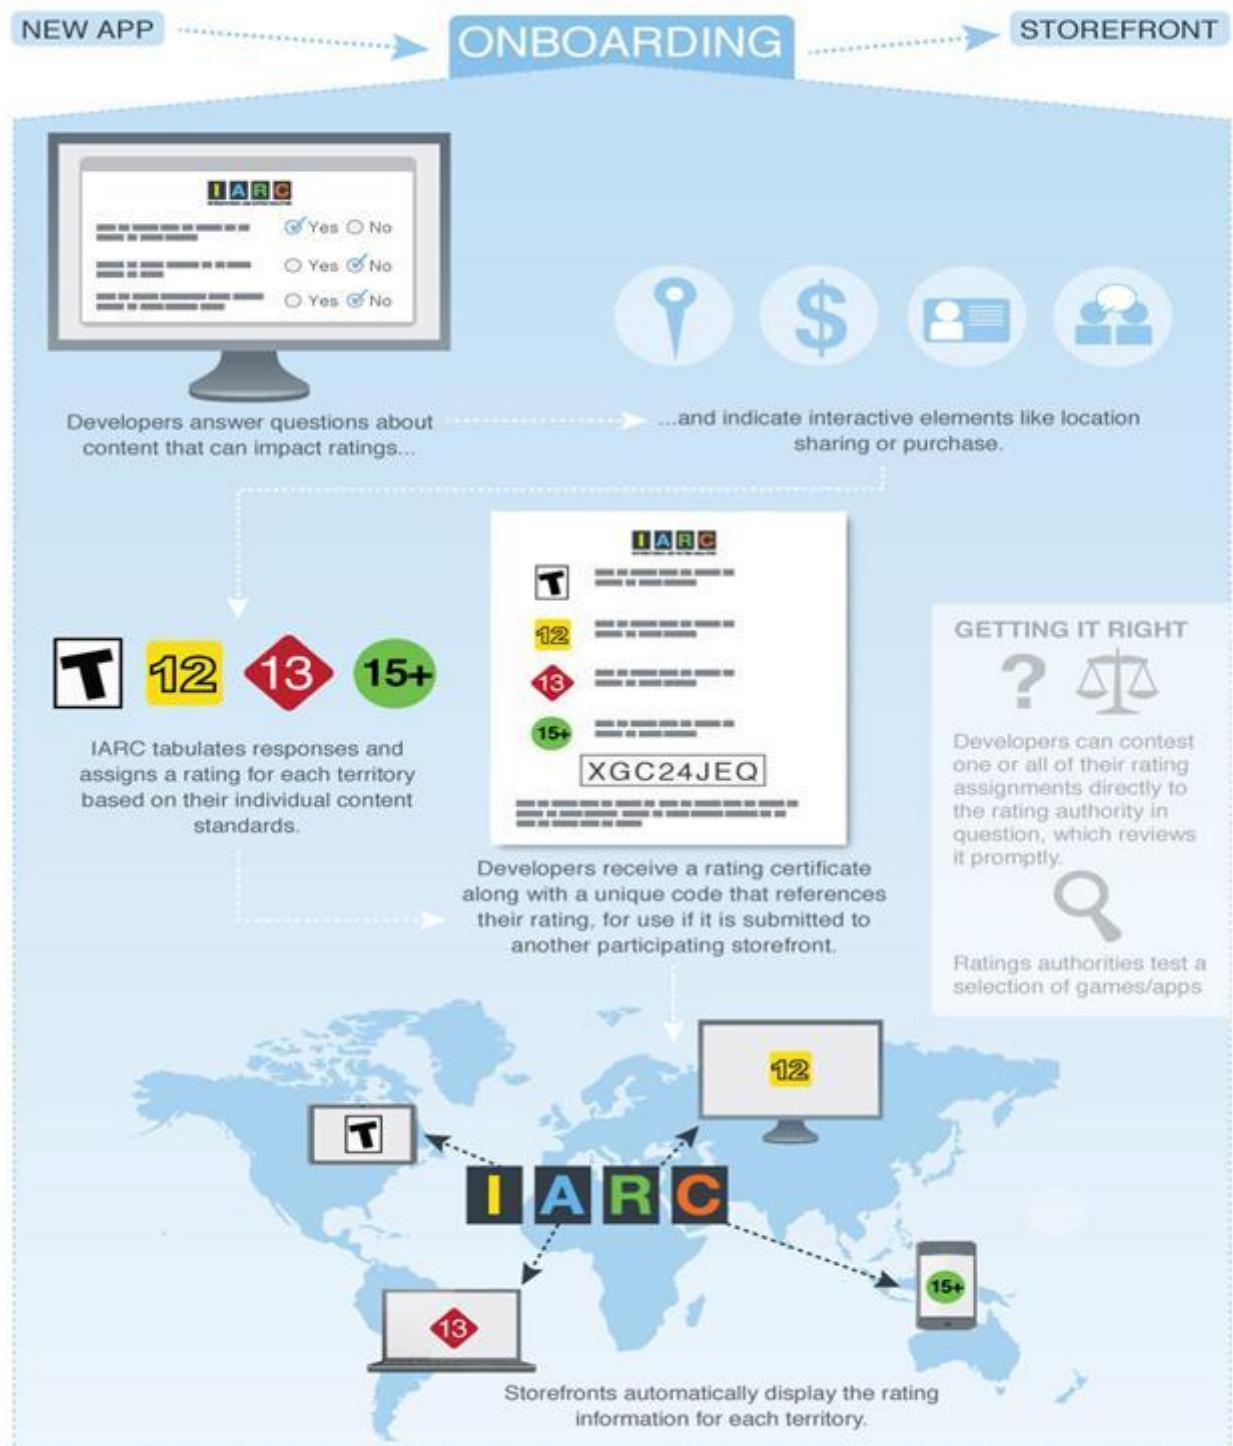 NEW APP
ONBOARDING
STOREFRONT
IARC
Yes No
Yes No
Yes No
Developers answer questions about
content that can impact ratings...
$
...and indicate interactive elements like location
sharing or purchase.
T 12 13 15+
IARC tabulates responses and
assigns a rating for each territory
based on their individual content
standards.
IARC
T
12
13
15+
XGC24JEQ
Developers receive a rating certificate
along with a unique code that references
their rating, for use if it is submitted to
another participating storefront.
GETTING IT RIGHT
?
Developers can contest
one or all of their rating
assignments directly to
the rating authority in
question, which reviews
it promptly.
Ratings authorities test a
selection of games/apps
12
T
IARC
15+
13
Storefronts automatically display the rating
information for each territory.